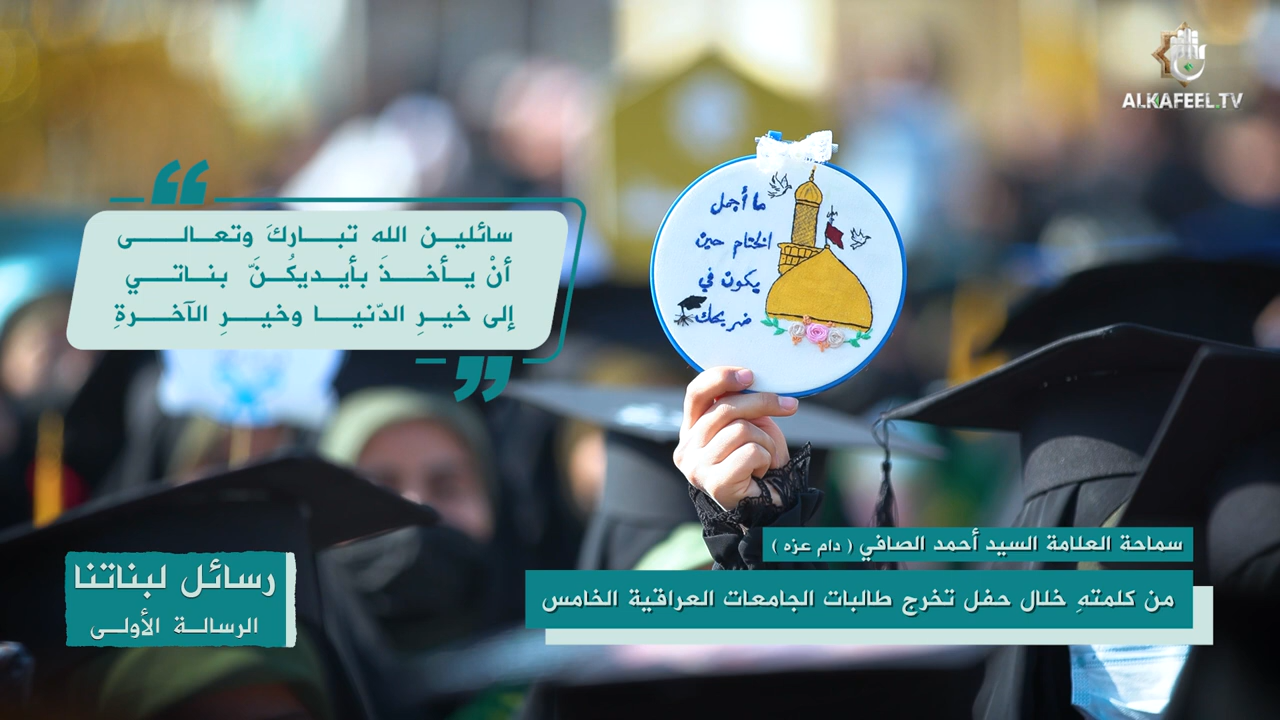 ALKAFEEL.TV
سائلين الله تباركَ وتعالى
أنْ يأخذَ بأيديكُنَّ بناتي
إلى خيرِ الدّنيا وخيرِ الآخرةِ
ما أجمل
الختام حين
يكون في
ضريحك
سماحة العلامة السيد أحمد الصافي ( دام عزه )
من كلمتهِ خلال حفل تخرج طالبات الجامعات العراقية الخامس
رسائل لبناتنا
الرسالة الأولى